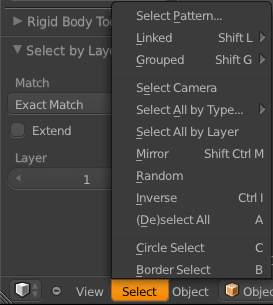 Rigid Body To
Select by Lay
Match
Exact Match
Extend
Layer
1
Select Pattern...
Linked Shift L
Grouped Shift G
Select Camera
Select All by Type...
Select All by Layer
Mirror Shift Ctrl M
Random
Inverse Ctrl I
(De)select All A
Circle Select C
Border Select B
View Select Object Objec